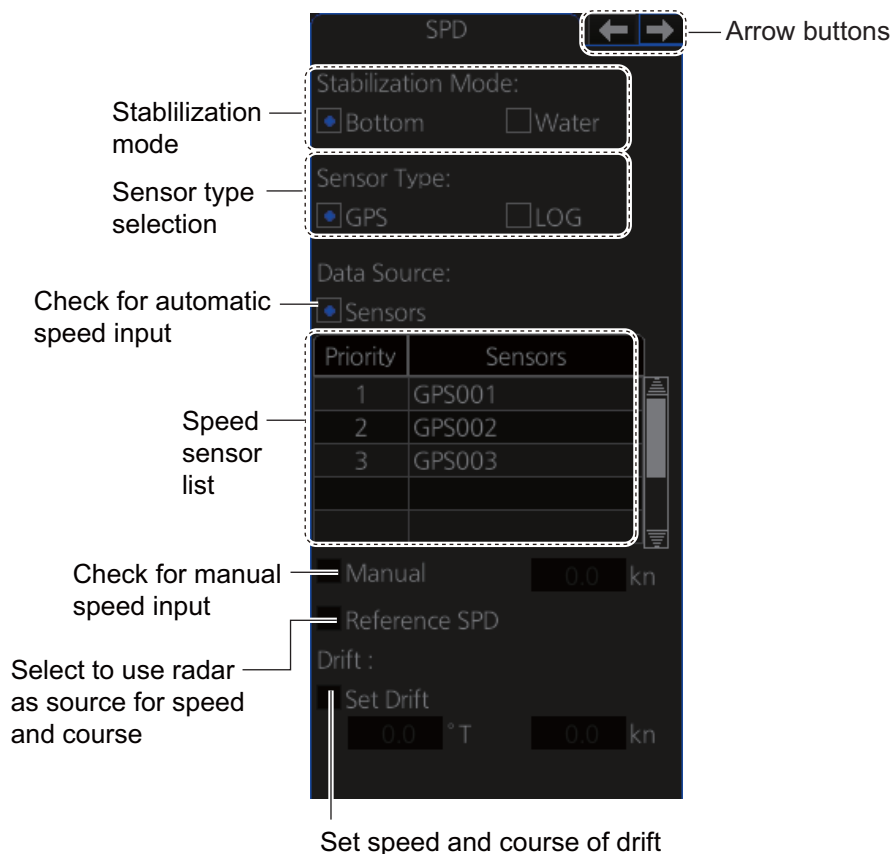 SPD
Arrow buttons
Stabilization Mode:
Stablilization
mode
Bottom
Water
Sensor Type:
Sensor type
selection
GPS
LOG
Data Source:
Check for automatic
speed input
Sensors
Priority Sensors
1 GPS001
2 GPS002
3 GPS003
Speed
sensor
list
Check for manual
speed input
Manual 0.0 kn
Reference SPD
Select to use radar
as source for speed
and course
Drift :
Set Drift
0.0 °T 0.0 kn
Set speed and course of drift